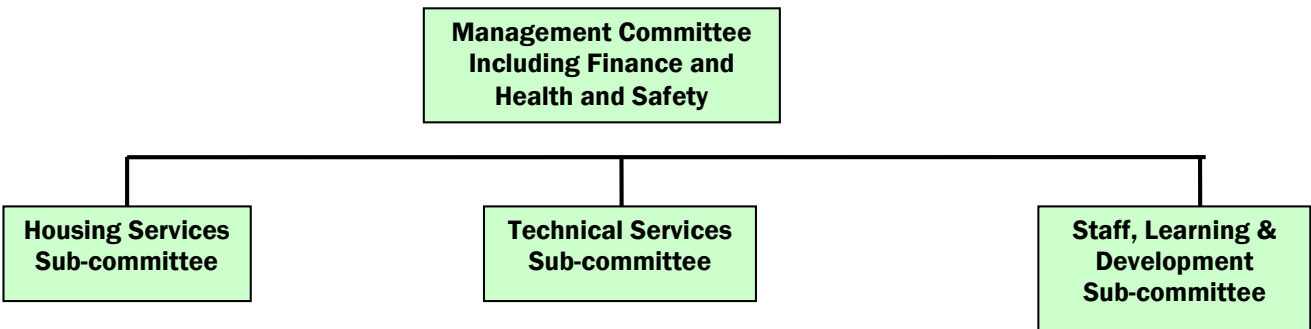 Management Committee
Including Finance and
Health and Safety
Housing Services
Sub-committee
Technical Services
Sub-committee
Staff, Learning &
Development
Sub-committee